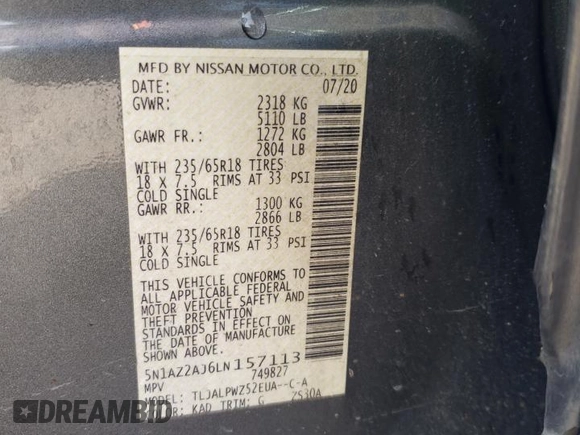 MFD BY NISSAN MOTOR CO., LTD.
DATE: 07/20
GVWR: 2318 KG
5110 LB
GAWR FR.: 1272 KG
2804 LB
WITH 235/65R18 TIRES
18 X 7.5 RIMS AT 33 PSI
COLD SINGLE
GAWR RR.: 1300 KG
2866 LB
WITH 235/65R18 TIRES
18 X 7.5 RIMS AT 33 PSI
COLD SINGLE
THIS VEHICLE CONFORMS TO
ALL APPLICABLE FEDERAL
MOTOR VEHICLE SAFETY AND
THEFT PREVENTION
STANDARDS IN EFFECT ON
THE DATE OF MANUFACTURE
SHOWN ABOVE.
5N1AZ2AJ6LN157113
749827
MPV
MODEL: TLJALPWZ52EUA--C-A
KAD TRIM: G Z530A
SIDECAR.IO
AUCTION HISTORY